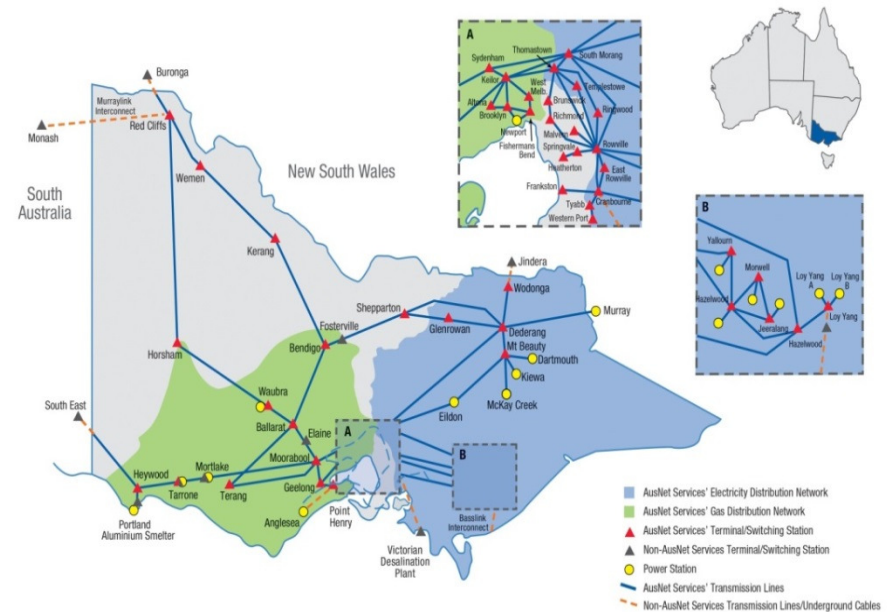 Buronga
Murraylink
Interconnect
Monash
Red Cliffs
Wemen
South
Australia
New South Wales
Kerang
Jindera
Wodonga
Shepparton
Fosterville
Glenrowan
Murray
Dederang
Mt Beauty
Dartmouth
Kiewa
McKay Creek
Eildon
Bendigo
Horsham
Waubra
Ballarat
Elaine
South East
Moorabool
Heywood
Mortlake
Tarrone
Terang
Geelong
Portland
Aluminium Smelter
Anglesea
Point
Henry
Victorian
Desalination
Plant
Basslink
Interconnect
A
B
A
Thomastown
South Morang
Sydenham
Keilor
West
Melb.
Templestowe
Altona
Brooklyn
Brunswick
Richmond
Ringwood
Newport
Fishermans
Bend
Malvern
Springvale
Rowville
Heatherton
East
Rowville
Frankston
Cranbourne
Tyabb
Western Port
B
Yallourn
Morwell
Loy Yang
A
Loy Yang
B
Hazelwood
Jeeralang
Hazelwood
Loy Yang
AusNet Services' Electricity Distribution Network
AusNet Services' Gas Distribution Network
AusNet Services' Terminal/Switching Station
Non-AusNet Services Terminal/Switching Station
Power Station
AusNet Services' Transmission Lines
Non-AusNet Services Transmission Lines/Underground Cables